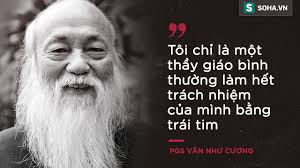 S SOHA.VN
Tôi chỉ là một
thầy giáo bình
thường làm hết
trách nhiệm
của mình bằng
trái tim
PGS VĂN NHƯ CƯƠNG